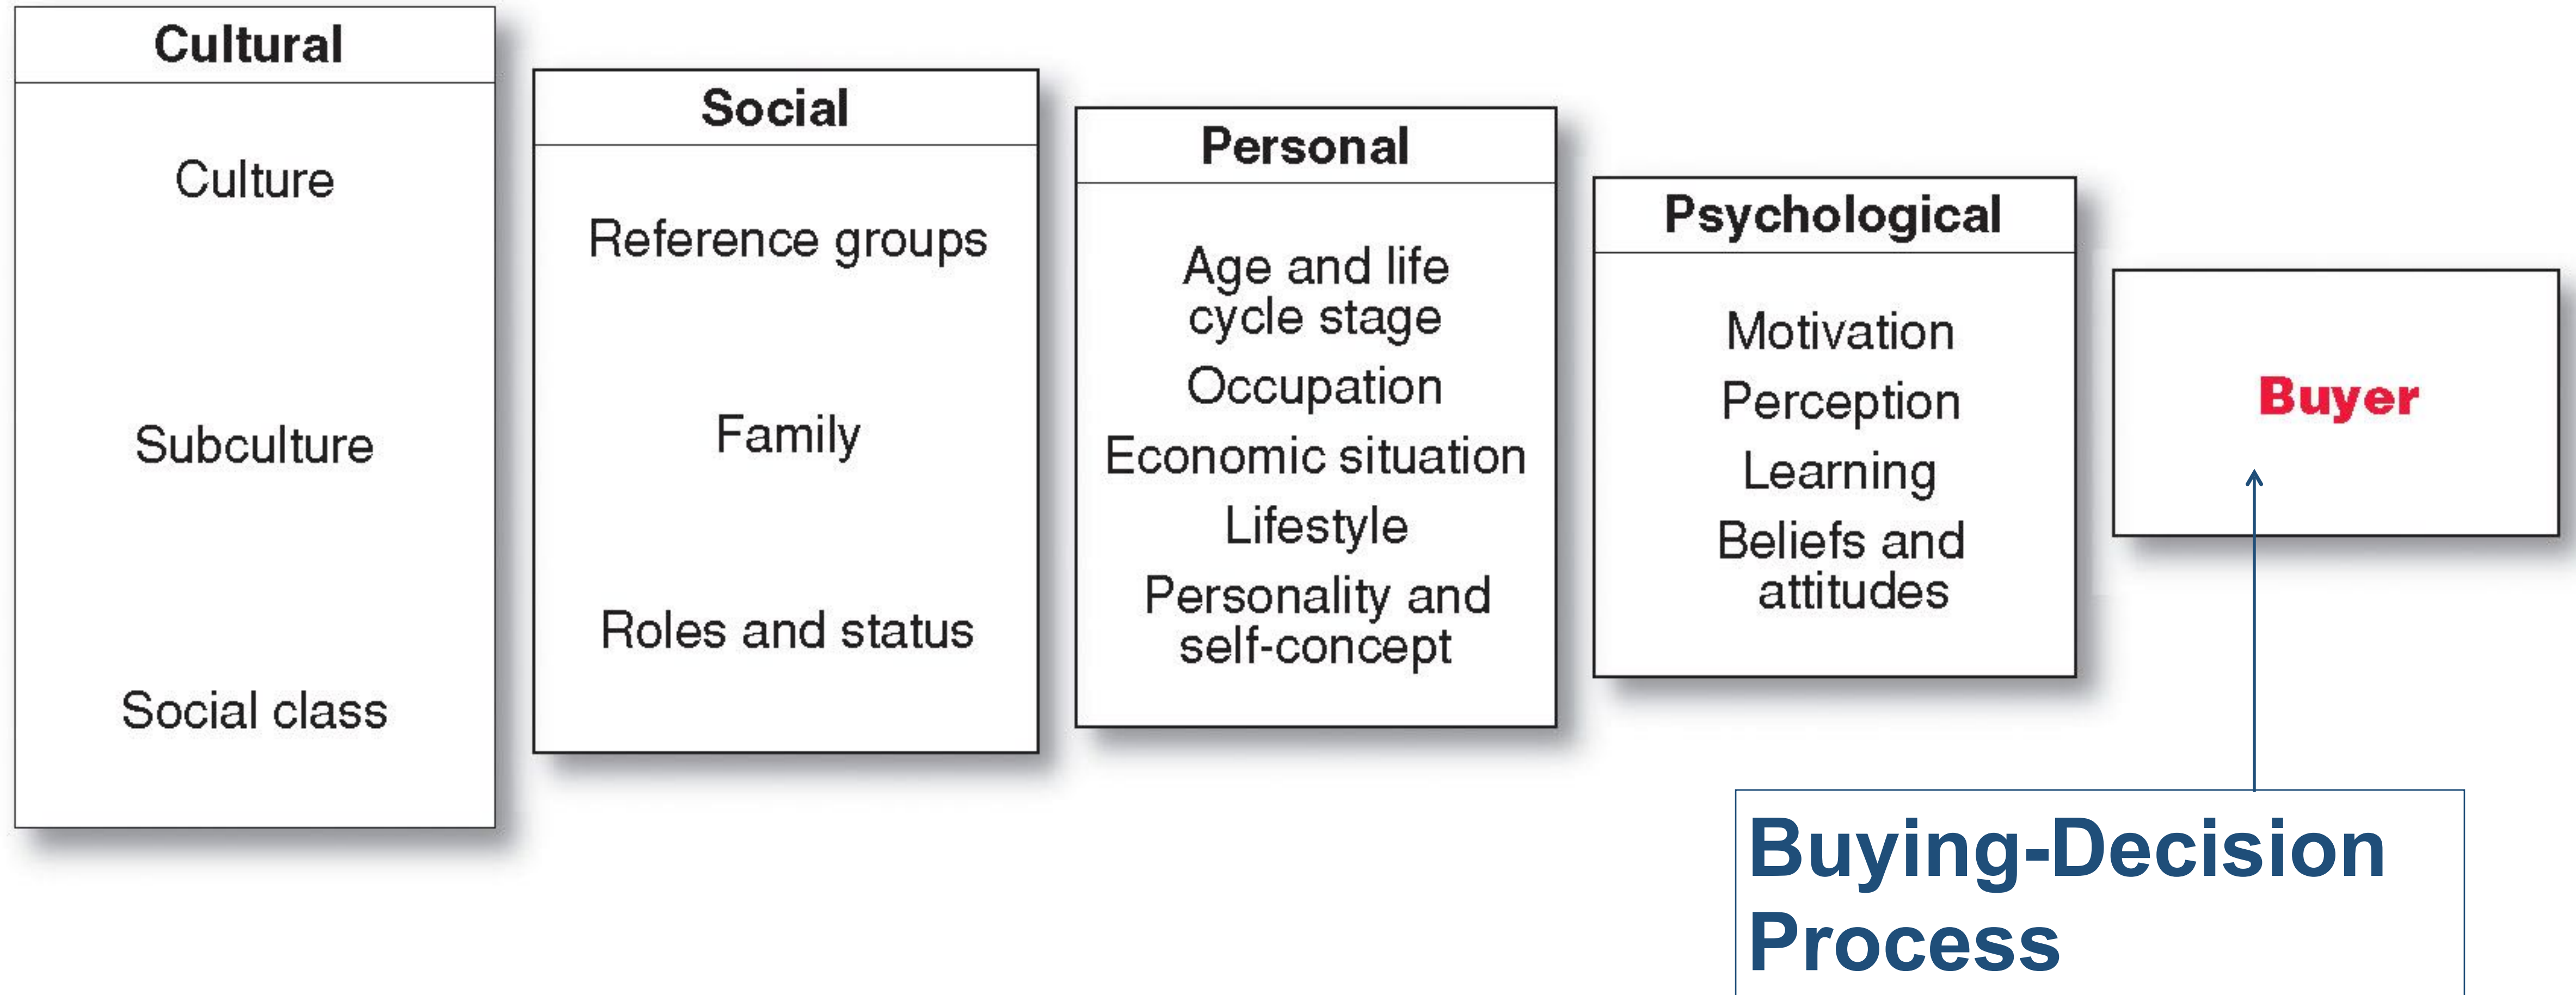 Cultural
Culture
Subculture
Social class
Social
Reference groups
Family
Roles and status
Personal
Age and life
cycle stage
Occupation
Economic situation
Lifestyle
Personality and
self-concept
Psychological
Motivation
Perception
Learning
Beliefs and
attitudes
Buyer
Buying-Decision
Process